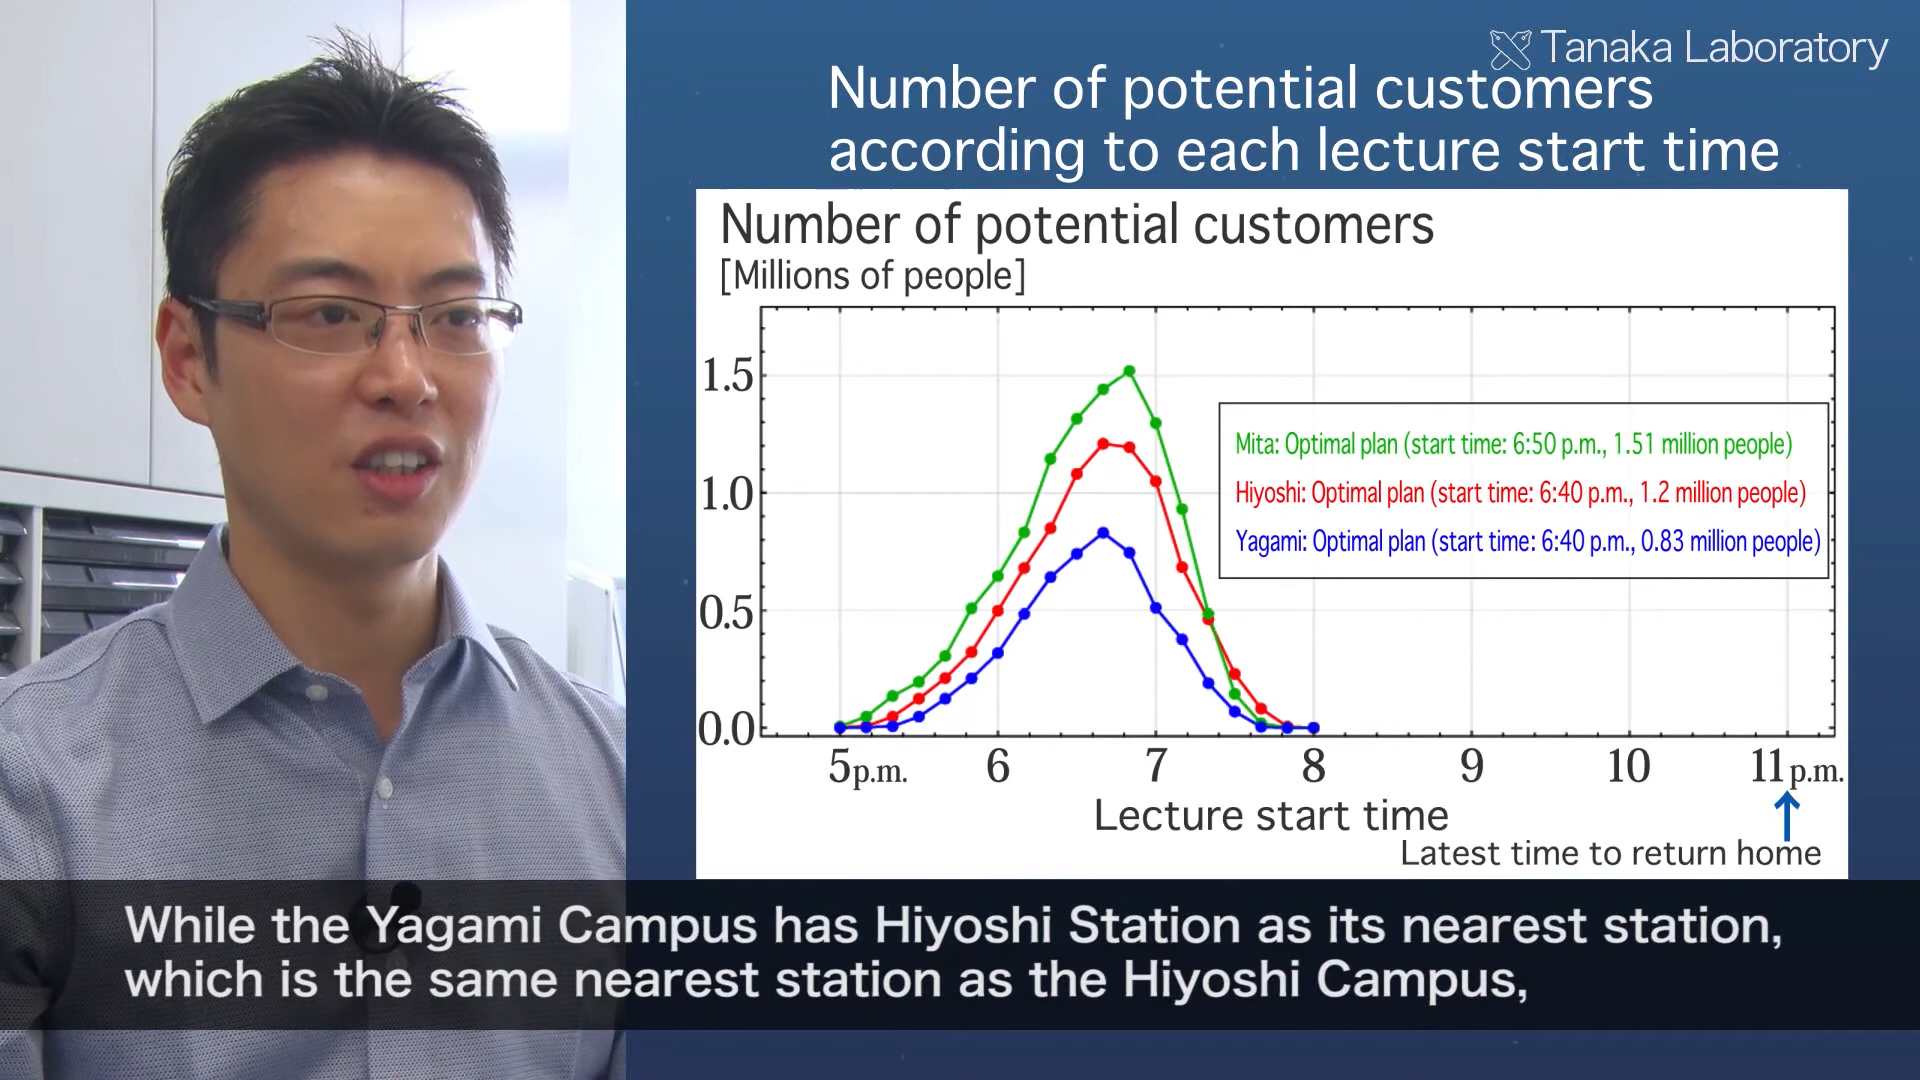 Tanaka Laboratory
Number of potential customers
according to each lecture start time
Number of potential customers
[Millions of people]
1.5
1.0
0.5
0.0
Mita: Optimal plan (start time: 6:50 p.m., 1.51 million people)
Hiyoshi: Optimal plan (start time: 6:40 p.m., 1.2 million people)
Yagami: Optimal plan (start time: 6:40 p.m., 0.83 million people)
5p.m. 6 7 8 9 10 11p.m.
Lecture start time
Latest time to return home
While the Yagami Campus has Hiyoshi Station as its nearest station,
which is the same nearest station as the Hiyoshi Campus,